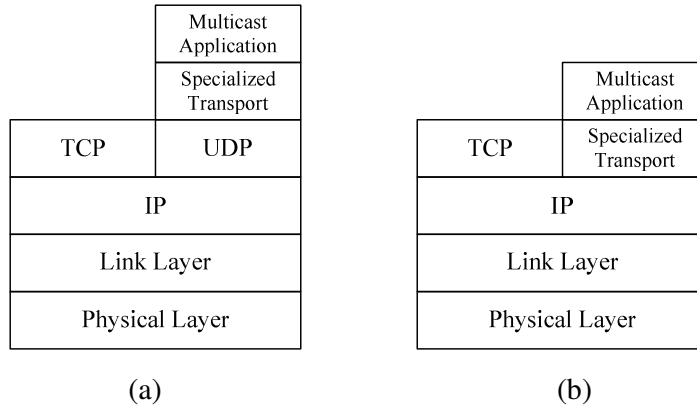 Multicast
Application
Specialized
Transport
TCP
UDP
IP
Link Layer
Physical Layer
(a)
Multicast
Application
TCP
Specialized
Transport
IP
Link Layer
Physical Layer
(b)